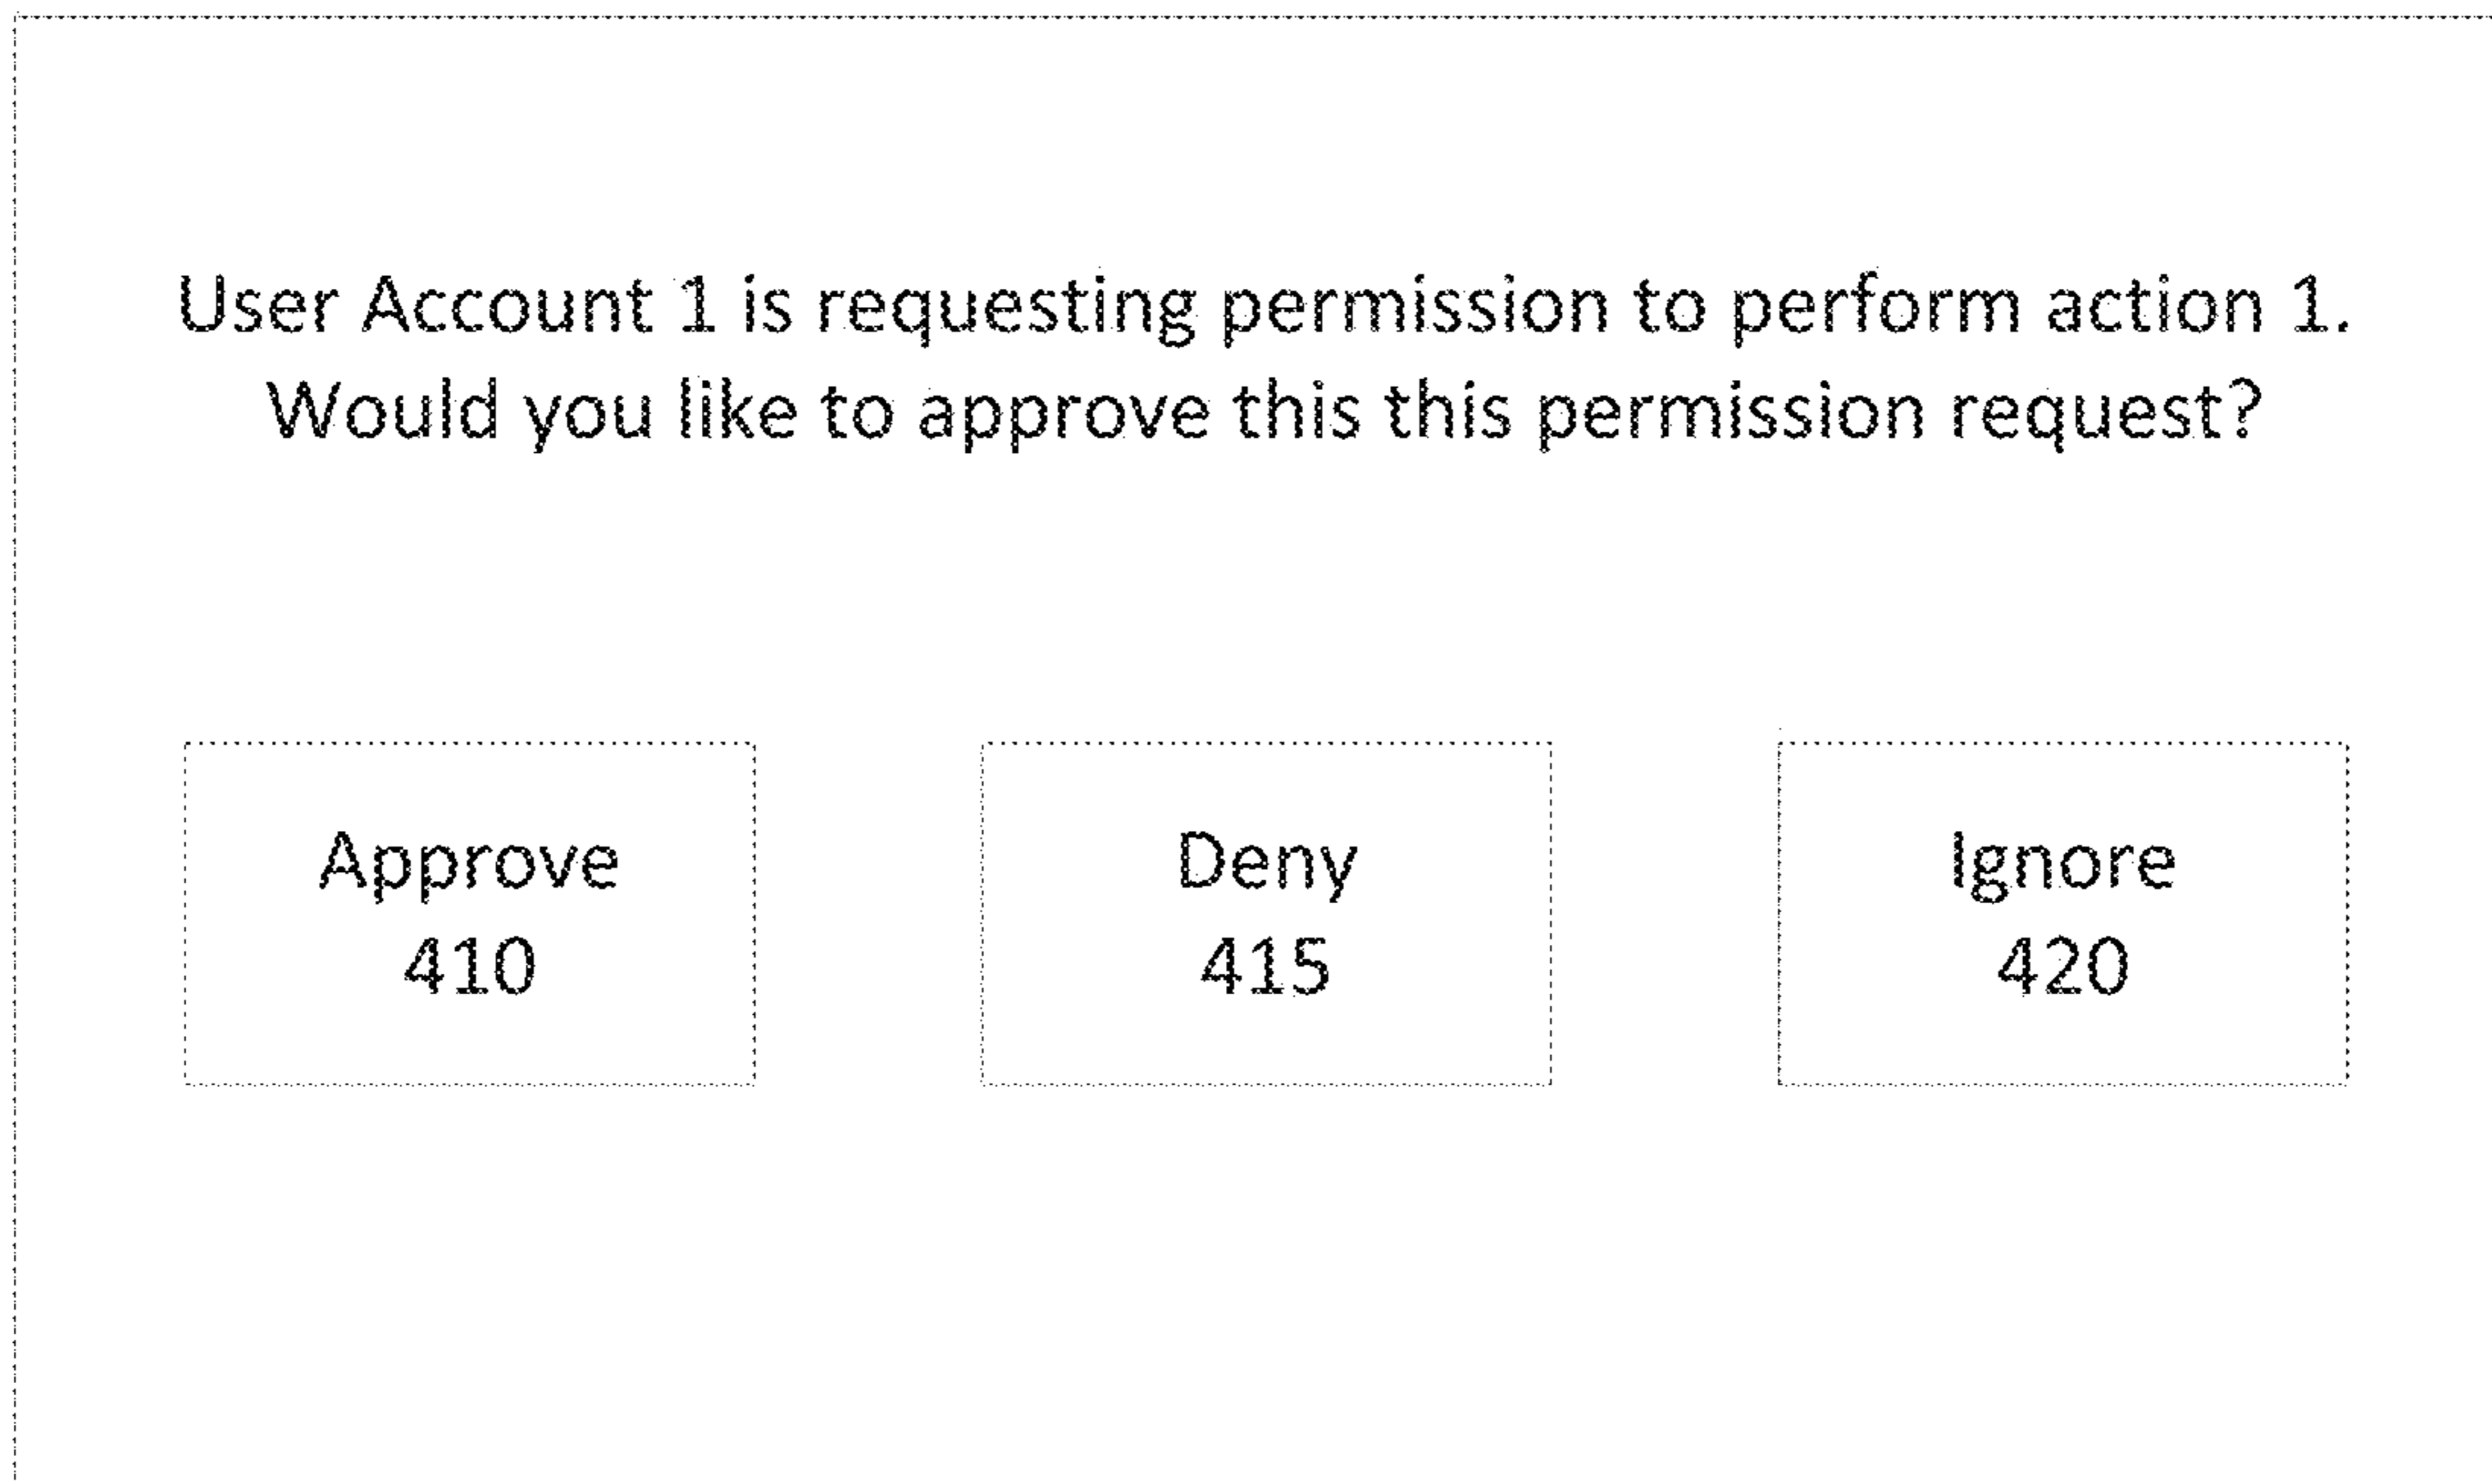 User Account 1 is requesting permission to perform action 1.
Would you like to approve this this permission request?
Approve
410
Deny
415
Ignore
420